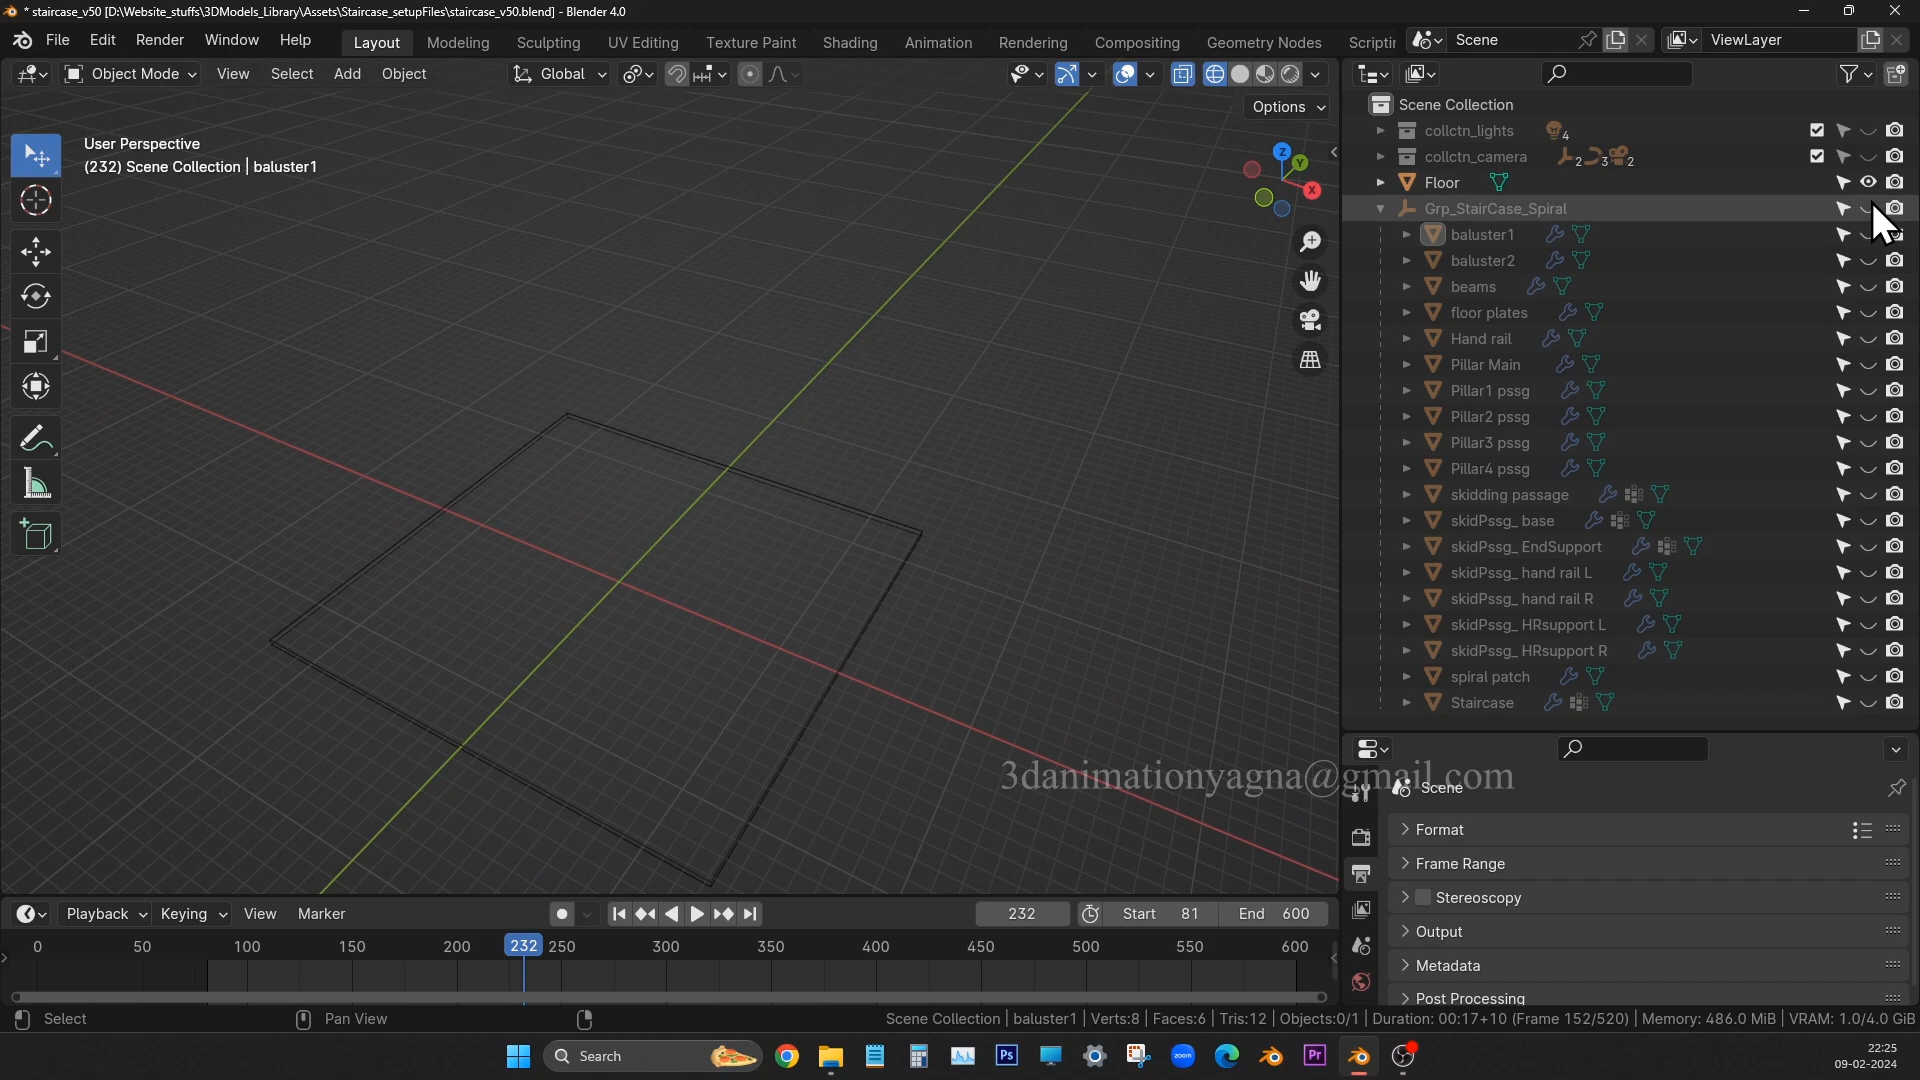 * staircase_v50 [D:\Website_stuffs\3DModels_Library\Assets\Staircase_setupFiles\staircase_v50.blend] - Blender 4.0
File Edit Render Window Help Layout Modeling Sculpting UV Editing Texture Paint Shading Animation Rendering Compositing Geometry Nodes Scriptin Scene ViewLayer
Object Mode View Select Add Object Global
Options
User Perspective
(232) Scene Collection | baluster1
Z
Y
X
Scene Collection
collctn_lights 4
collctn_camera 2 3 2
Floor
Grp_StairCase_Spiral
baluster1
baluster2
beams
floor plates
Hand rail
Pillar Main
Pillar1 pssg
Pillar2 pssg
Pillar3 pssg
Pillar4 pssg
skidding passage
skidPssg_ base
skidPssg_ EndSupport
skidPssg_ hand rail L
skidPssg_ hand rail R
skidPssg_ HRsupport L
skidPssg_ HRsupport R
spiral patch
Staircase
3danimationyagna@gmail.com
Scene
Format
Frame Range
Stereoscopy
Output
Metadata
Post Processing
Playback Keying View Marker 232 Start 81 End 600
0 50 100 150 200 232 250 300 350 400 450 500 550 600
Select Pan View Scene Collection | baluster1 | Verts:8 | Faces:6 | Tris:12 | Objects:0/1 | Duration: 00:17+10 (Frame 152/520) | Memory: 486.0 MiB | VRAM: 1.0/4.0 GiB
Search Ps zoom Pr
22:25
09-02-2024